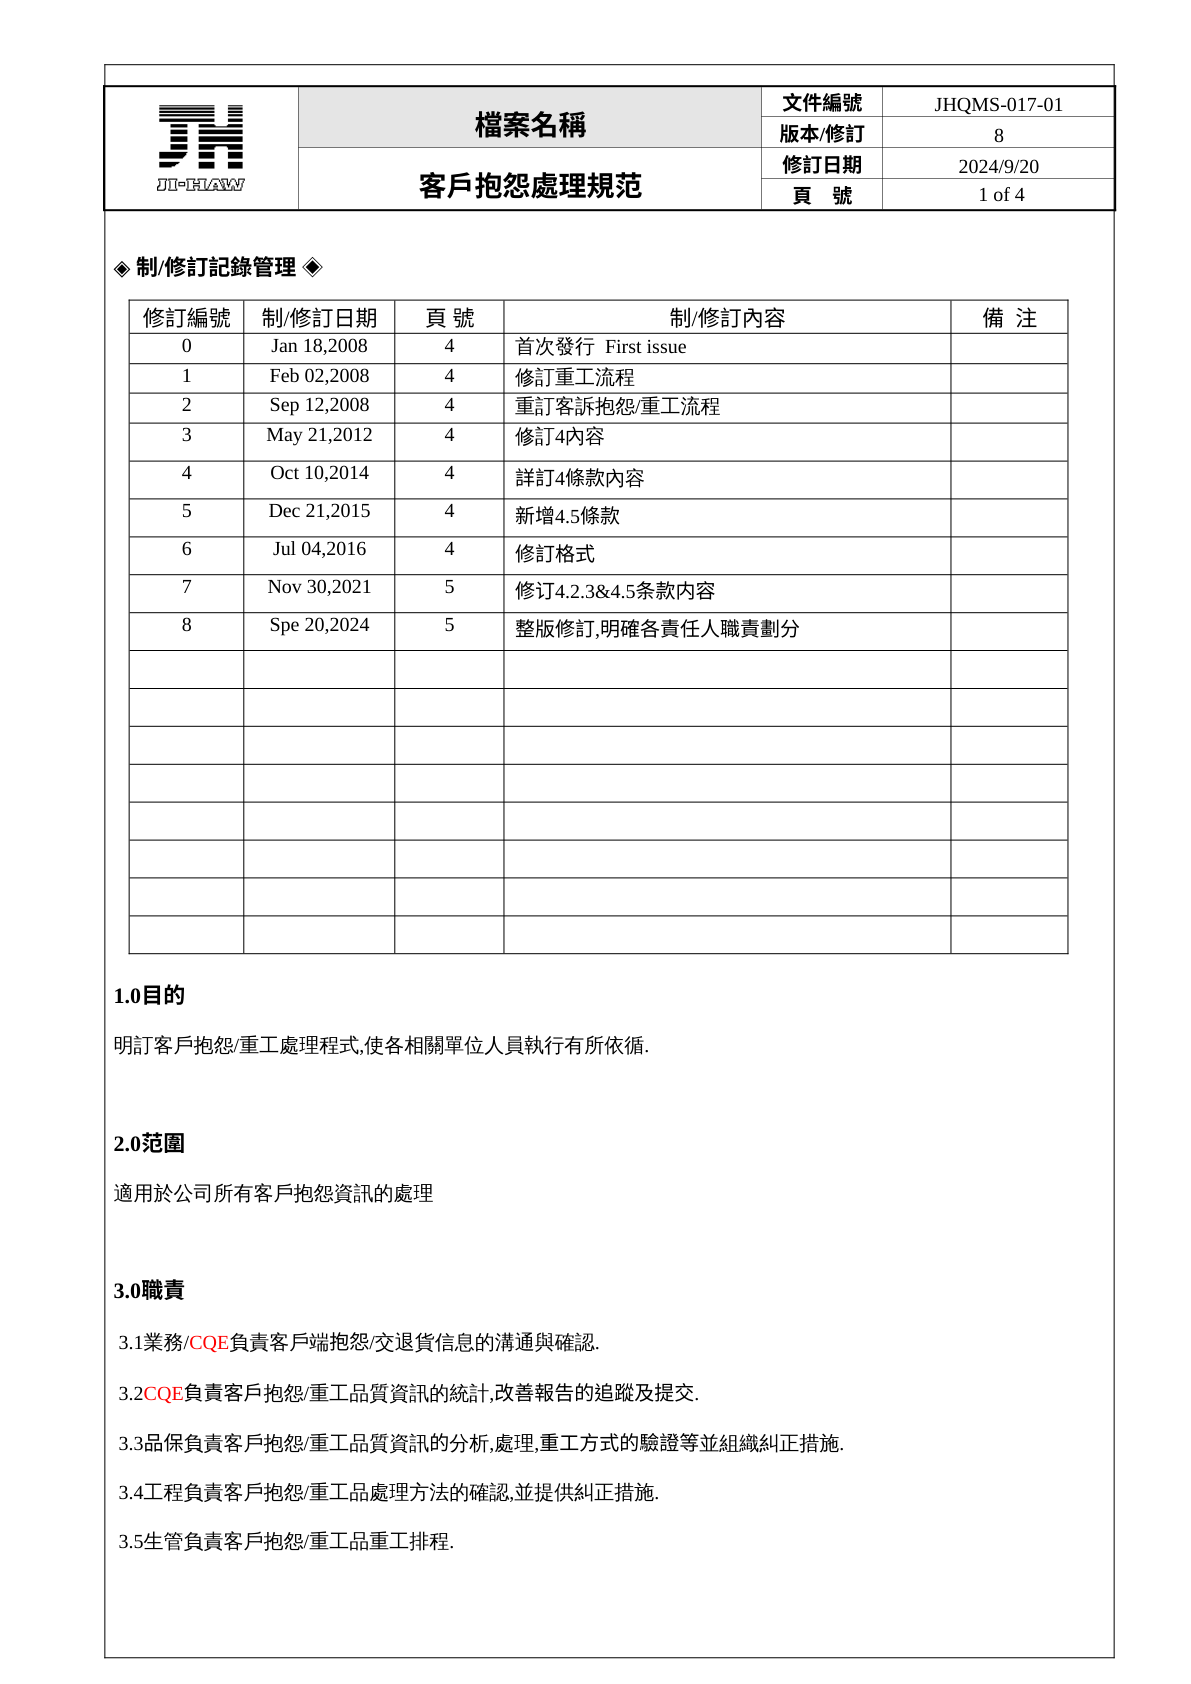 JH
JI-HAW
檔案名稱
客戶抱怨處理規范
文件編號 JHQMS-017-01
版本/修訂 8
修訂日期 2024/9/20
頁 號 1 of 4
◈ 制/修訂記錄管理 ◈
修訂編號 制/修訂日期 頁 號 制/修訂內容 備 注
0 Jan 18,2008 4 首次發行 First issue
1 Feb 02,2008 4 修訂重工流程
2 Sep 12,2008 4 重訂客訴抱怨/重工流程
3 May 21,2012 4 修訂4內容
4 Oct 10,2014 4 詳訂4條款內容
5 Dec 21,2015 4 新增4.5條款
6 Jul 04,2016 4 修訂格式
7 Nov 30,2021 5 修订4.2.3&4.5条款内容
8 Spe 20,2024 5 整版修訂,明確各責任人職責劃分
1.0目的
明訂客戶抱怨/重工處理程式,使各相關單位人員執行有所依循.
2.0范圍
適用於公司所有客戶抱怨資訊的處理
3.0職責
3.1業務/CQE負責客戶端抱怨/交退貨信息的溝通與確認.
3.2CQE負責客戶抱怨/重工品質資訊的統計,改善報告的追蹤及提交.
3.3品保負責客戶抱怨/重工品質資訊的分析,處理,重工方式的驗證等並組織糾正措施.
3.4工程負責客戶抱怨/重工品處理方法的確認,並提供糾正措施.
3.5生管負責客戶抱怨/重工品重工排程.